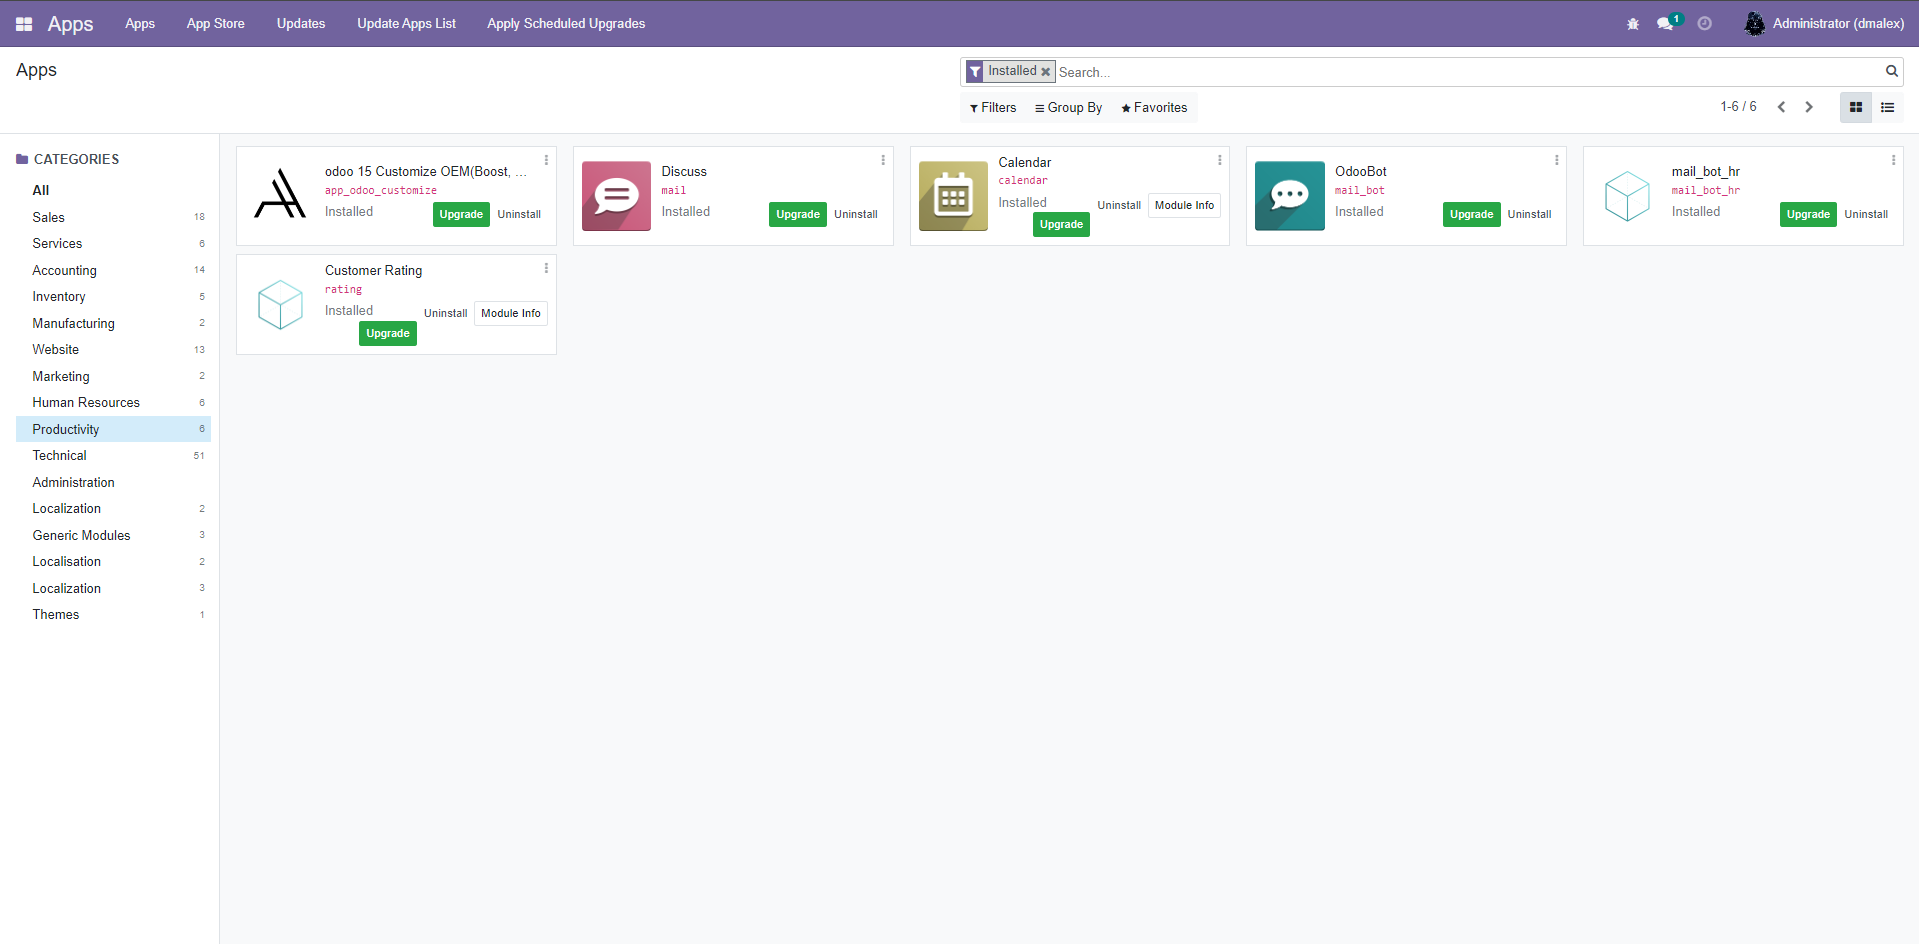 Apps Apps App Store Updates Update Apps List Apply Scheduled Upgrades 1 Administrator (dmalex)
Apps
Installed Search...
Filters Group By Favorites 1-6 / 6
CATEGORIES
All
Sales 18
Services 6
Accounting 14
Inventory 5
Manufacturing 2
Website 13
Marketing 2
Human Resources 6
Productivity 6
Technical 51
Administration
Localization 2
Generic Modules 3
Localisation 2
Localization 3
Themes 1
odoo 15 Customize OEM(Boost, ...
app_odoo_customize
Installed Upgrade Uninstall
Discuss
mail
Installed Upgrade Uninstall
Calendar
calendar
Installed Uninstall Module Info
Upgrade
OdooBot
mail_bot
Installed Upgrade Uninstall
mail_bot_hr
mail_bot_hr
Installed Upgrade Uninstall
Customer Rating
rating
Installed Uninstall Module Info
Upgrade